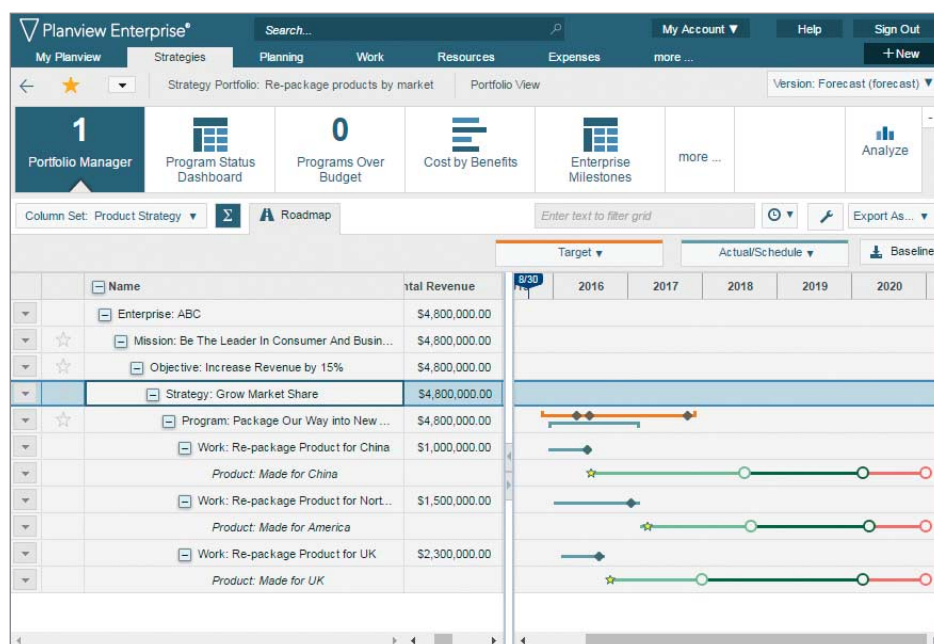 Planview Enterprise®
Search...
My Account ▼
Help
Sign Out
My Planview
Strategies
Planning
Work
Resources
Expenses
more ...
+ New
Strategy Portfolio: Re-package products by market
Portfolio View
Version: Forecast (forecast) ▼
1
Portfolio Manager
Program Status
Dashboard
0
Programs Over
Budget
Cost by Benefits
Enterprise
Milestones
more ...
Analyze
Column Set: Product Strategy ▼
Σ
Roadmap
Enter text to filter grid
Export As... ▼
Target ▼
Actual/Schedule ▼
Baseline
Name
ntal Revenue
8/30
2016
2017
2018
2019
2020
Enterprise: ABC
$4,800,000.00
Mission: Be The Leader In Consumer And Busin...
$4,800,000.00
Objective: Increase Revenue by 15%
$4,800,000.00
Strategy: Grow Market Share
$4,800,000.00
Program: Package Our Way into New ...
$4,800,000.00
Work: Re-package Product for China
$1,000,000.00
Product: Made for China
Work: Re-package Product for Nort...
$1,500,000.00
Product: Made for America
Work: Re-package Product for UK
$2,300,000.00
Product: Made for UK